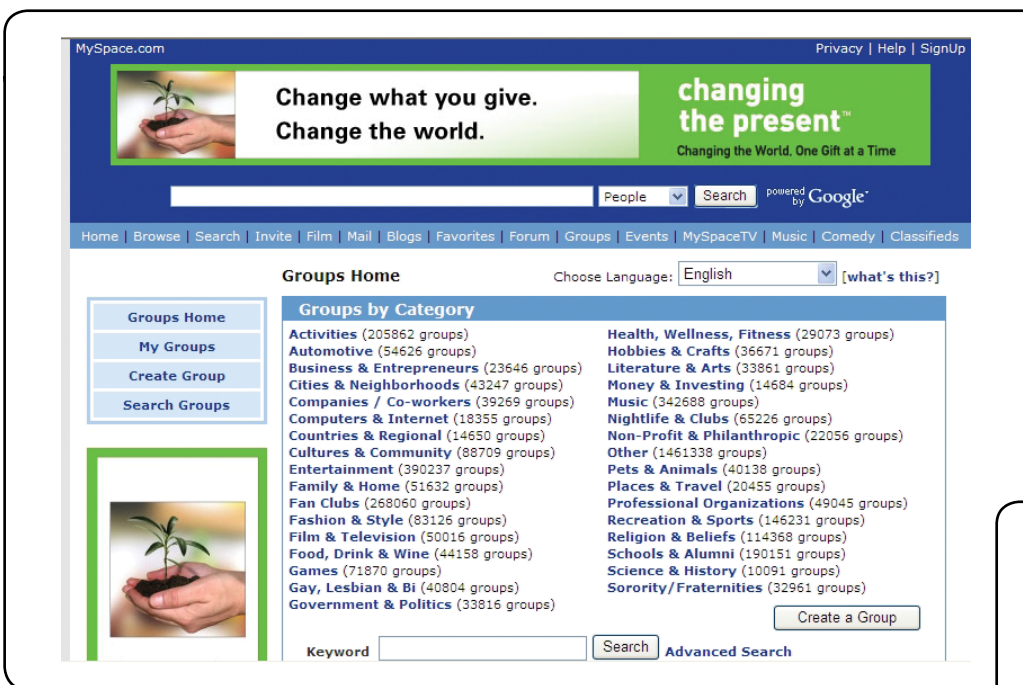 MySpace.com
Privacy | Help | SignUp
Change what you give.
Change the world.
changing
the present™
Changing the World, One Gift at a Time
People
Search
powered by Google™
Home | Browse | Search | Invite | Film | Mail | Blogs | Favorites | Forum | Groups | Events | MySpaceTV | Music | Comedy | Classifieds
Groups Home
Choose Language: English [what's this?]
Groups Home
My Groups
Create Group
Search Groups
Groups by Category
Activities (205862 groups)
Automotive (54626 groups)
Business & Entrepreneurs (23646 groups)
Cities & Neighborhoods (43247 groups)
Companies / Co-workers (39269 groups)
Computers & Internet (18355 groups)
Countries & Regional (14650 groups)
Cultures & Community (88709 groups)
Entertainment (390237 groups)
Family & Home (51632 groups)
Fan Clubs (268060 groups)
Fashion & Style (83126 groups)
Film & Television (50016 groups)
Food, Drink & Wine (44158 groups)
Games (71870 groups)
Gay, Lesbian & Bi (40804 groups)
Government & Politics (33816 groups)
Health, Wellness, Fitness (29073 groups)
Hobbies & Crafts (36671 groups)
Literature & Arts (33861 groups)
Money & Investing (14684 groups)
Music (342688 groups)
Nightlife & Clubs (65226 groups)
Non-Profit & Philanthropic (22056 groups)
Other (1461338 groups)
Pets & Animals (40138 groups)
Places & Travel (20455 groups)
Professional Organizations (49045 groups)
Recreation & Sports (146231 groups)
Religion & Beliefs (114368 groups)
Schools & Alumni (190151 groups)
Science & History (10091 groups)
Sorority/Fraternities (32961 groups)
Create a Group
Keyword
Search
Advanced Search